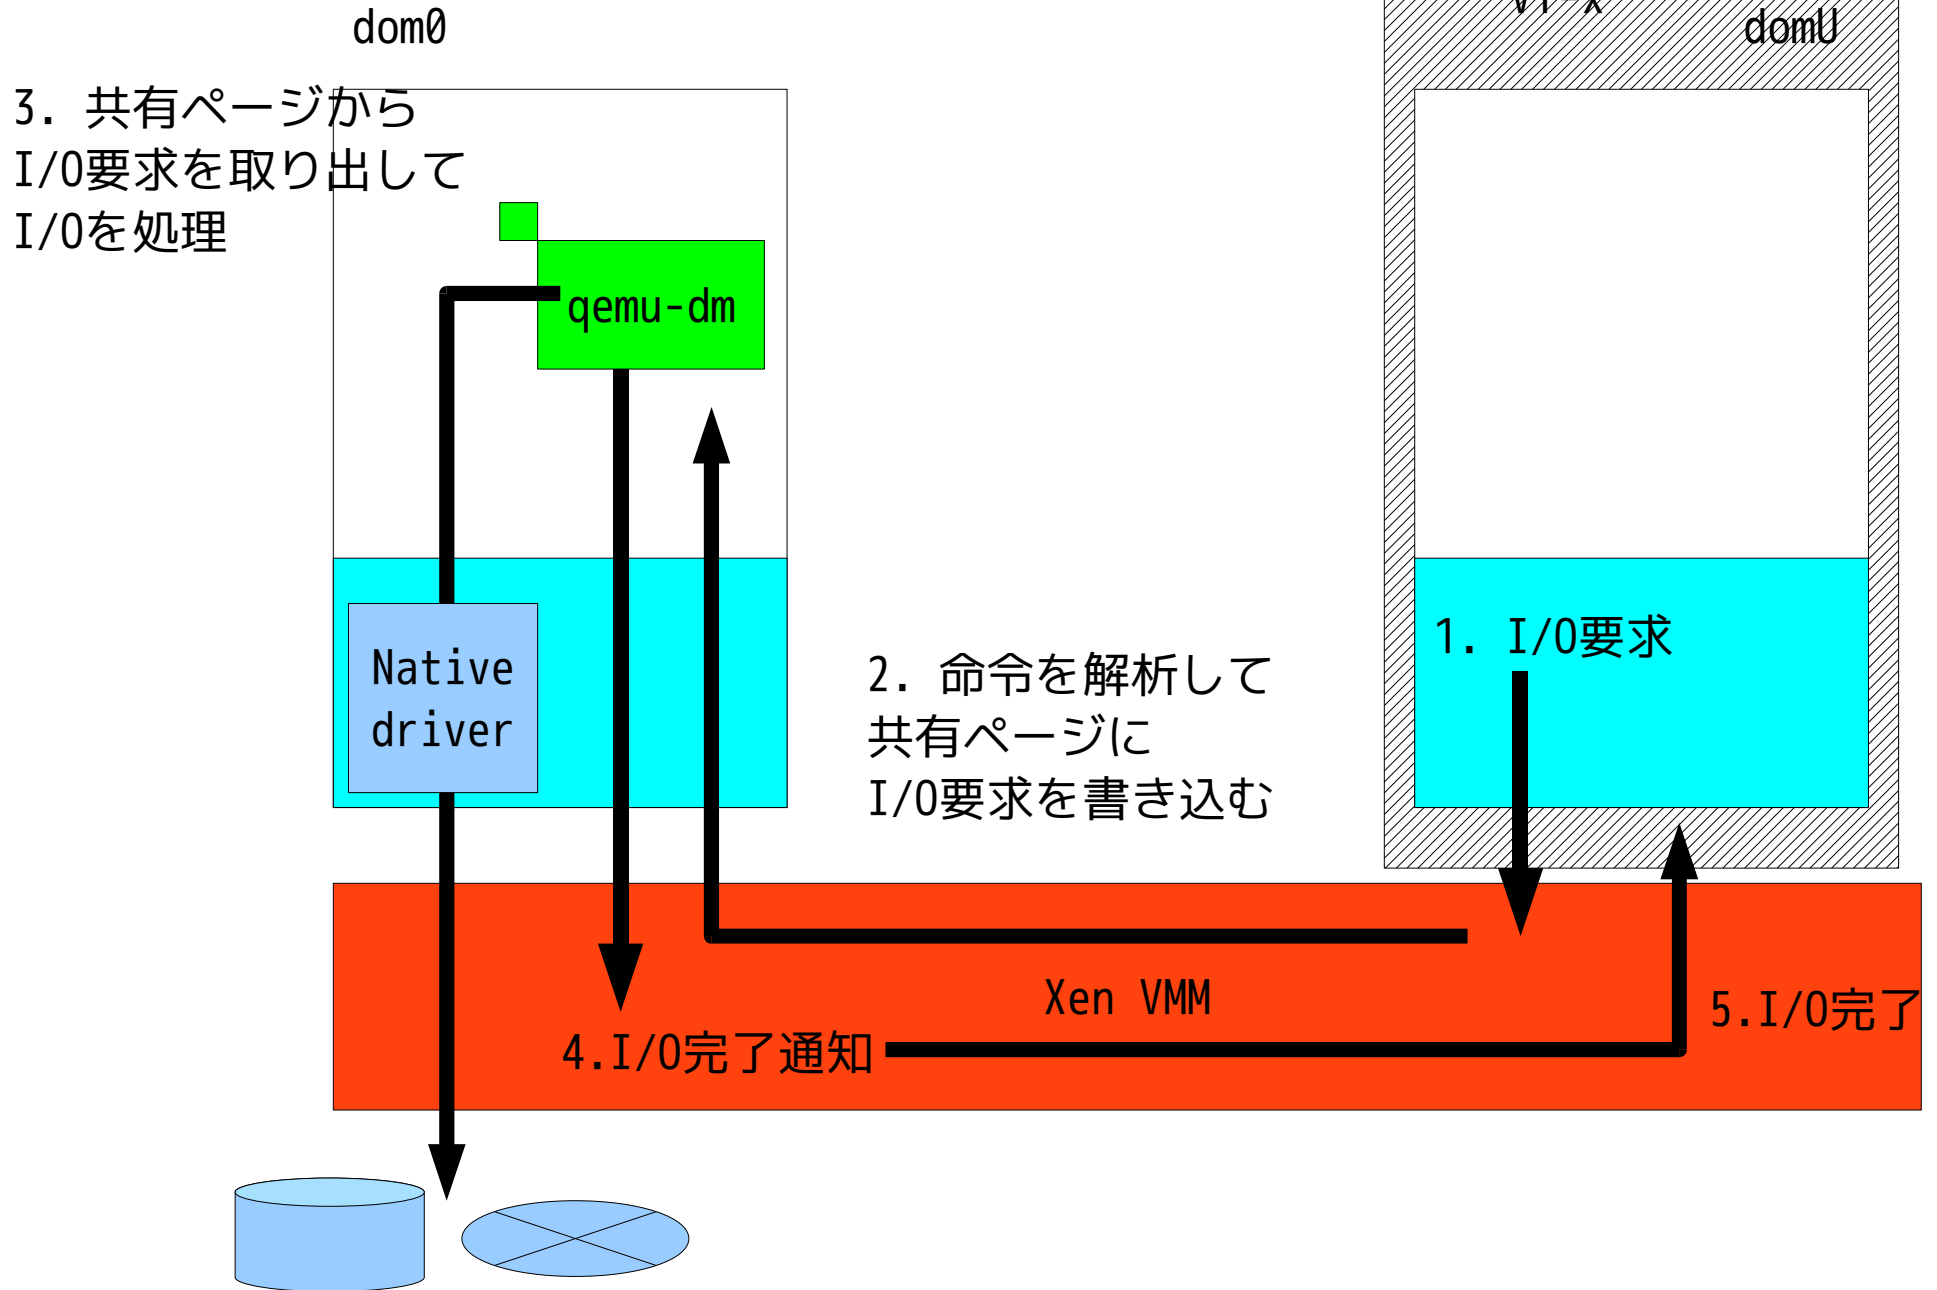 dom0
domU
3. 共有ページから
I/O要求を取り出して
I/Oを処理
qemu-dm
Native
driver
2. 命令を解析して
共有ページに
I/O要求を書き込む
1. I/O要求
Xen VMM
4.I/O完了通知
5.I/O完了